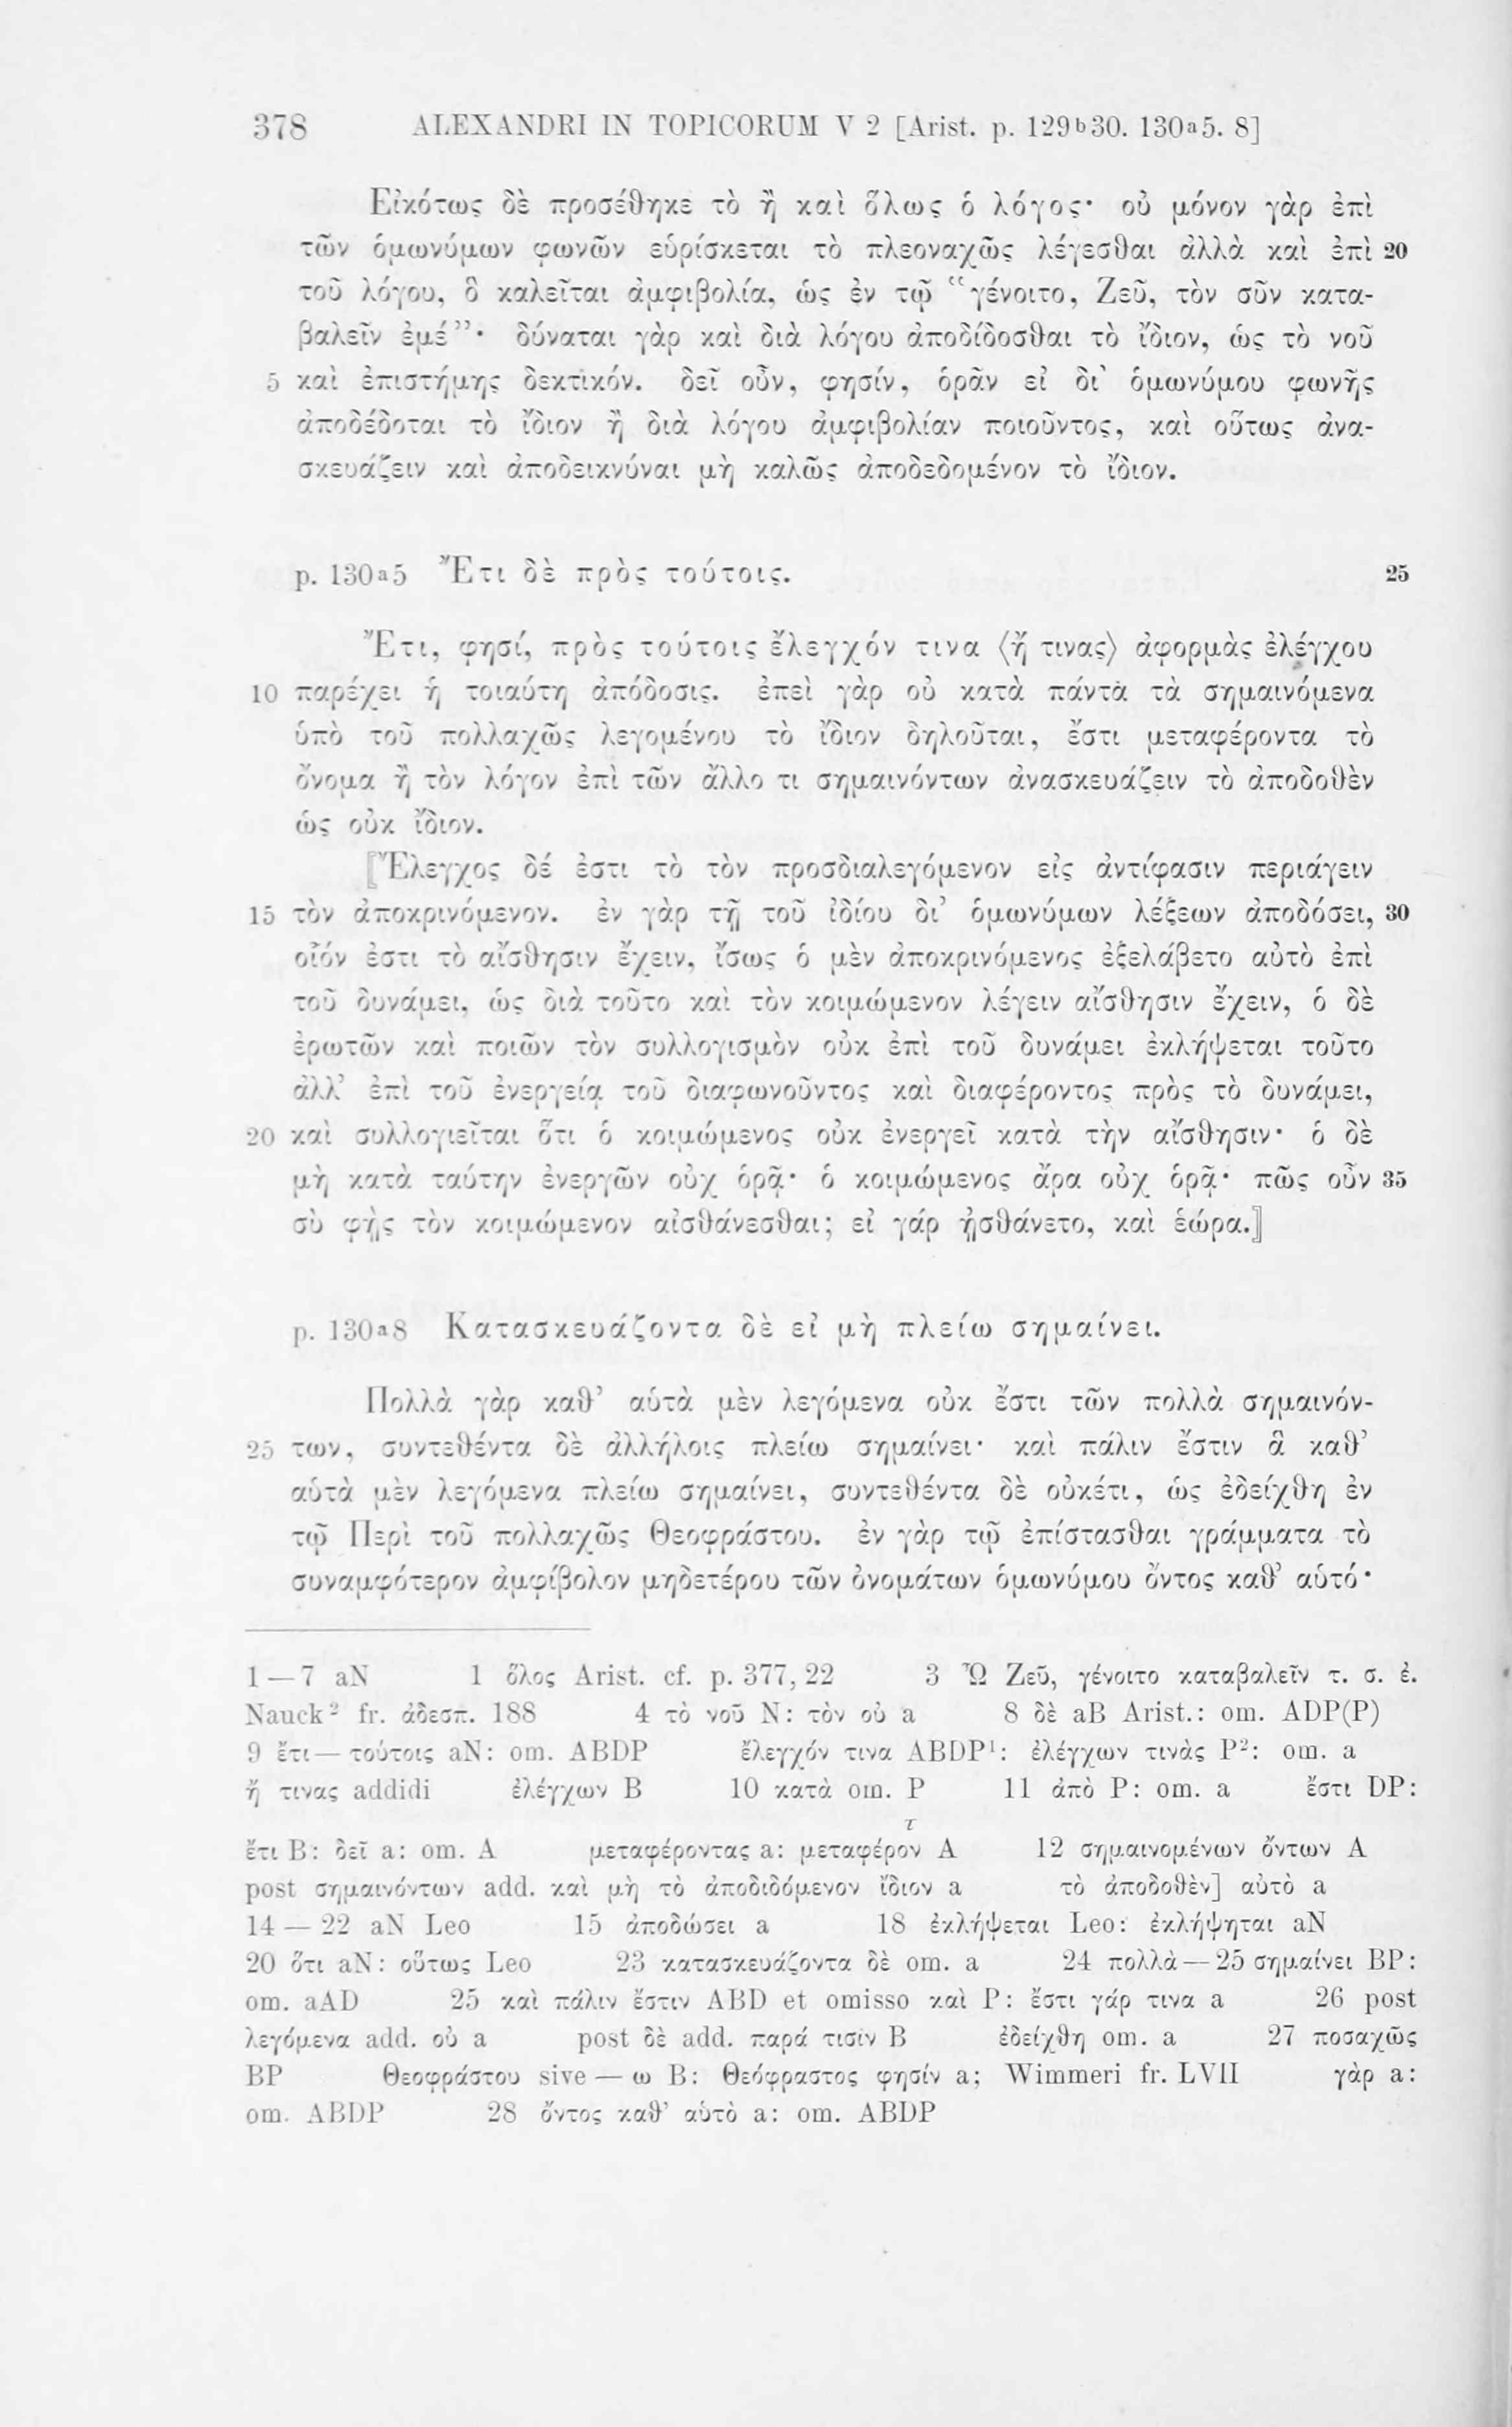 378 ALEXANDRI IN TOPICORUM V 2 [Arist. p. 129b30. 130a5. 8]
Εἰκότως δὲ προσέθηκε τὸ ἢ καὶ ὅλως ὁ λόγος· οὐ μόνον γὰρ ἐπὶ
τῶν ὁμωνύμων φωνῶν εὑρίσκεται τὸ πλεοναχῶς λέγεσθαι ἀλλὰ καὶ ἐπὶ 20
τοῦ λόγου, ὃ καλεῖται ἀμφιβολία, ὡς ἐν τῷ “γένοιτο, Ζεῦ, τὸν σῦν κατα-
βαλεῖν ἐμέ”· δύναται γὰρ καὶ διὰ λόγου ἀποδίδοσθαι τὸ ἴδιον, ὡς τὸ νοῦ
5 καὶ ἐπιστήμης δεκτικόν. δεῖ οὖν, φησίν, ὁρᾶν εἰ δι’ ὁμωνύμου φωνῆς
ἀποδέδοται τὸ ἴδιον ἢ διὰ λόγου ἀμφιβολίαν ποιοῦντος, καὶ οὕτως ἀνα-
σκευάζειν καὶ ἀποδεικνύναι μὴ καλῶς ἀποδεδομένον τὸ ἴδιον.
p. 130a5 Ἔτι δὲ πρὸς τούτοις. 25
Ἔτι, φησί, πρὸς τούτοις ἔλεγχόν τινα ⟨ἤ τινας⟩ ἀφορμὰς ἐλέγχου
10 παρέχει ἡ τοιαύτη ἀπόδοσις. ἐπεὶ γὰρ οὐ κατὰ πάντα τὰ σημαινόμενα
ὑπὸ τοῦ πολλαχῶς λεγομένου τὸ ἴδιον δηλοῦται, ἔστι μεταφέροντα τὸ
ὄνομα ἢ τὸν λόγον ἐπὶ τῶν ἄλλο τι σημαινόντων ἀνασκευάζειν τὸ ἀποδοθὲν
ὡς οὐκ ἴδιον.
⟦Ἔλεγχος δέ ἐστι τὸ τὸν προσδιαλεγόμενον εἰς ἀντίφασιν περιάγειν
15 τὸν ἀποκρινόμενον. ἐν γὰρ τῇ τοῦ ἰδίου δι’ ὁμωνύμων λέξεων ἀποδόσει, 30
οἷόν ἐστι τὸ αἴσθησιν ἔχειν, ἴσως ὁ μὲν ἀποκρινόμενος ἐξελάβετο αὐτὸ ἐπὶ
τοῦ δυνάμει, ὡς διὰ τοῦτο καὶ τὸν κοιμώμενον λέγειν αἴσθησιν ἔχειν, ὁ δὲ
ἐρωτῶν καὶ ποιῶν τὸν συλλογισμὸν οὐκ ἐπὶ τοῦ δυνάμει ἐκλήψεται τοῦτο
ἀλλ’ ἐπὶ τοῦ ἐνεργείᾳ τοῦ διαφωνοῦντος καὶ διαφέροντος πρὸς τὸ δυνάμει,
20 καὶ συλλογιεῖται ὅτι ὁ κοιμώμενος οὐκ ἐνεργεῖ κατὰ τὴν αἴσθησιν· ὁ δὲ
μὴ κατὰ ταύτην ἐνεργῶν οὐχ ὁρᾷ· ὁ κοιμώμενος ἄρα οὐχ ὁρᾷ· πῶς οὖν 35
σὺ φῂς τὸν κοιμώμενον αἰσθάνεσθαι; εἰ γάρ ᾐσθάνετο, καὶ ἑώρα.⟧
p. 130a8 Κατασκευάζοντα δὲ εἰ μὴ πλείω σημαίνει.
Πολλὰ γὰρ καθ’ αὑτὰ μὲν λεγόμενα οὐκ ἔστι τῶν πολλὰ σημαινόν-
25 των, συντεθέντα δὲ ἀλλήλοις πλείω σημαίνει· καὶ πάλιν ἔστιν ἃ καθ’
αὑτὰ μὲν λεγόμενα πλείω σημαίνει, συντεθέντα δὲ οὐκέτι, ὡς ἐδείχθη ἐν
τῷ Περὶ τοῦ πολλαχῶς Θεοφράστου. ἐν γὰρ τῷ ἐπίστασθαι γράμματα τὸ
συναμφότερον ἀμφίβολον μηδετέρου τῶν ὀνομάτων ὁμωνύμου ὄντος καθ’ αὑτό·
1 — 7 aN 1 ὅλος Arist. cf. p. 377, 22 3 Ὦ Ζεῦ, γένοιτο καταβαλεῖν τ. σ. ἐ.
Nauck² fr. ἀδεσπ. 188 4 τὸ νοῦ N: τὸν οὐ a 8 δὲ aB Arist.: om. ADP(P)
9 ἔτι — τούτοις aN: om. ABDP ἔλεγχόν τινα ABDP¹: ἐλέγχων τινὰς P²: om. a
ἤ τινας addidi ἐλέγχων B 10 κατὰ om. P 11 ἀπὸ P: om. a ἔστι DP:
τ
ἔτι B: δεῖ a: om. A μεταφέροντας a: μεταφέρον A 12 σημαινομένων ὄντων A
post σημαινόντων add. καὶ μὴ τὸ ἀποδιδόμενον ἴδιον a τὸ ἀποδοθὲν] αὐτὸ a
14 — 22 aN Leo 15 ἀποδώσει a 18 ἐκλήψεται Leo: ἐκλήψηται aN
20 ὅτι aN: οὕτως Leo 23 κατασκευάζοντα δὲ om. a 24 πολλὰ — 25 σημαίνει BP:
om. aAD 25 καὶ πάλιν ἔστιν ABD et omisso καὶ P: ἔστι γάρ τινα a 26 post
λεγόμενα add. οὐ a post δὲ add. παρά τισιν B ἐδείχθη om. a 27 ποσαχῶς
BP Θεοφράστου sive — ω B: Θεόφραστος φησίν a; Wimmeri fr. LVII γὰρ a:
om. ABDP 28 ὄντος καθ’ αὑτὸ a: om. ABDP